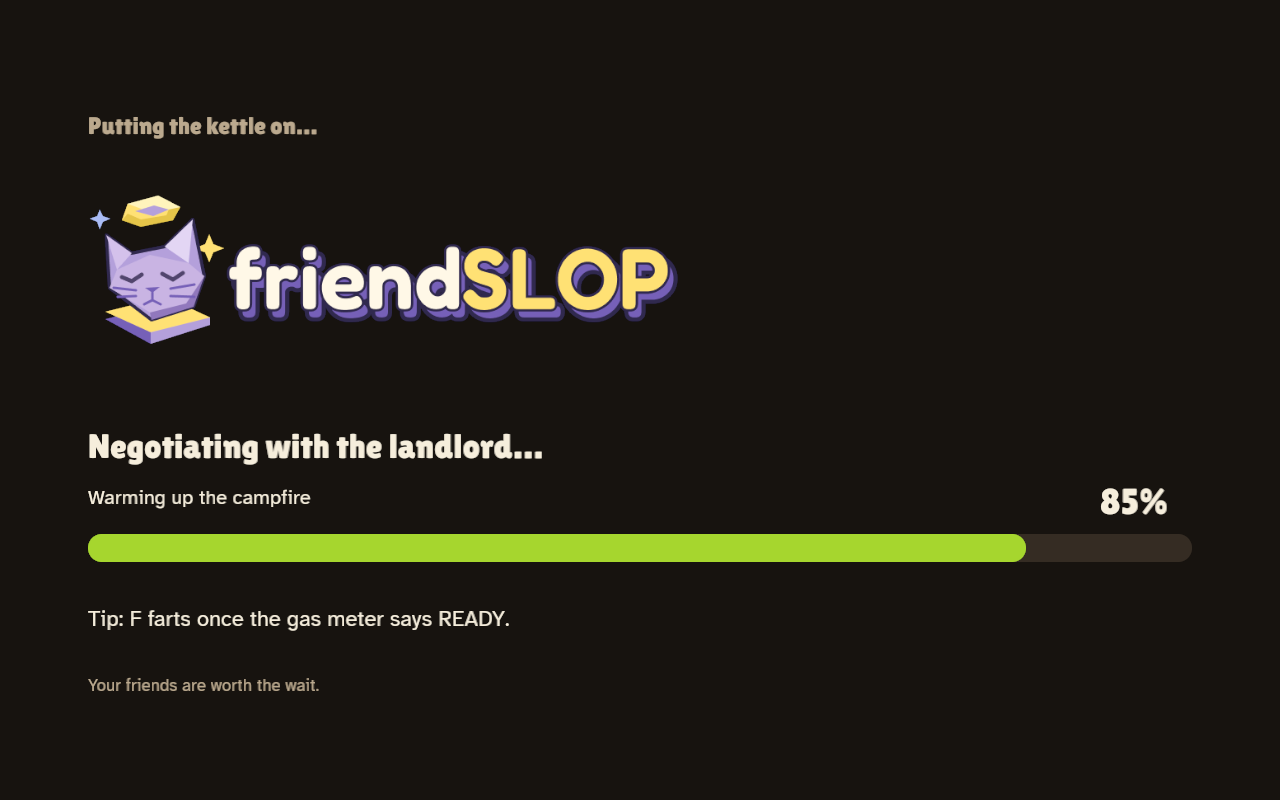 Putting the kettle on...
friendSLOP
Negotiating with the landlord...
Warming up the campfire
85%
Tip: F farts once the gas meter says READY.
Your friends are worth the wait.